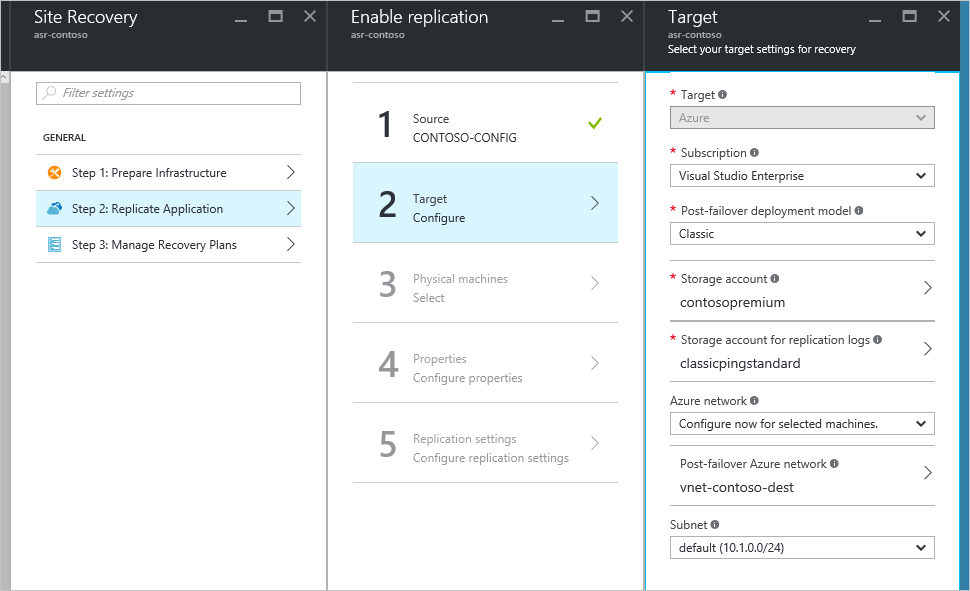 Site Recovery
asr-contoso
Filter settings
GENERAL
Step 1: Prepare Infrastructure
Step 2: Replicate Application
Step 3: Manage Recovery Plans
Enable replication
asr-contoso
1
Source
CONTOSO-CONFIG
2
Target
Configure
3
Physical machines
Select
4
Properties
Configure properties
5
Replication settings
Configure replication settings
Target
asr-contoso
Select your target settings for recovery
* Target
Azure
* Subscription
Visual Studio Enterprise
* Post-failover deployment model
Classic
* Storage account
contosopremium
* Storage account for replication logs
classicpingstandard
Azure network
Configure now for selected machines.
Post-failover Azure network
vnet-contoso-dest
Subnet
default (10.1.0.0/24)